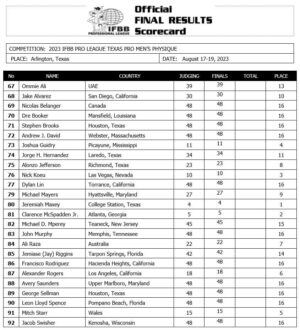 IFBB
PROFESSIONAL LEAGUE
Official
FINAL RESULTS
Scorecard
COMPETITION: 2023 IFBB PRO LEAGUE TEXAS PRO MEN'S PHYSIQUE
PLACE: Arlington, Texas DATE: August 17-19, 2023
No NAME COUNTRY JUDGING FINALS TOTAL PLACE
67 Ommie Ali UAE 39 39 13
68 Jake Alvarez San Diego, California 30 30 10
69 Nicolas Belanger Canada 48 48 16
70 Dre Booker Mansfield, Louisiana 48 48 16
71 Stephen Brooks Houston, Texas 48 48 16
72 Andrew J. David Webster, Massachusetts 48 48 16
73 Joshua Guidry Picayune, Mississippi 11 11 4
74 Jorge H. Hernandez Laredo, Texas 34 34 11
75 Alonzo Jefferson Richmond, Texas 23 23 8
76 Nick Koeu Las Vegas, Nevada 10 10 3
77 Dylan Lin Torrance, California 48 48 16
79 Michael Mayers Hyattsville, Maryland 27 27 9
80 Jeremiah Maxey College Station, Texas 4 4 1
81 Clarence McSpadden Jr. Atlanta, Georgia 5 5 2
82 Michael D. Mperey Teaneck, New Jersey 45 45 15
83 John Murphy Memphis, Tennessee 48 48 16
84 Ali Raza Australia 22 22 7
85 Jemiase (Jay) Riggins Tarpon Springs, Florida 42 42 14
86 Francisco Rodriguez Hacienda Heights, California 48 48 16
87 Alexander Rogers Los Angeles, California 18 18 6
88 Avery Saunders Upper Marlboro, Maryland 48 48 16
89 George Sellman Houston, Texas 48 48 16
90 Leon Lloyd Spence Pompano Beach, Florida 48 48 16
91 Mitch Starr Wales 15 15 5
92 Jacob Swisher Kenosha, Wisconsin 48 48 16